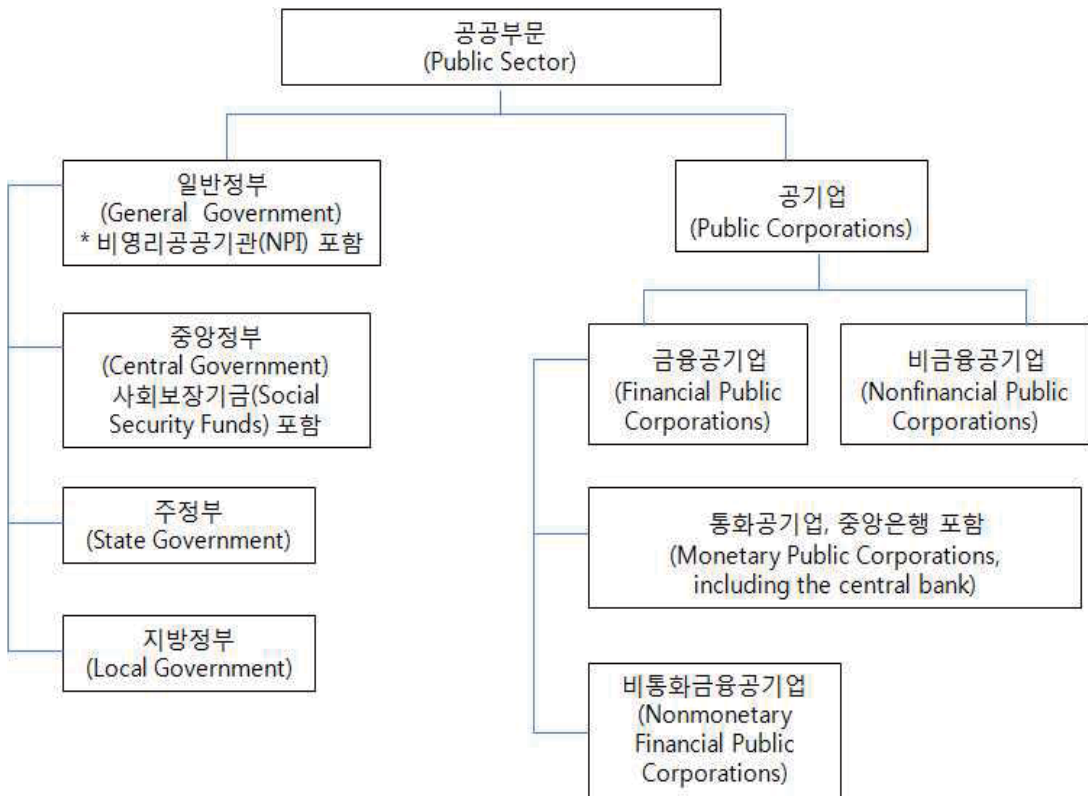 공공부문
(Public Sector)
일반정부
(General Government)
* 비영리공공기관(NPI) 포함
공기업
(Public Corporations)
중앙정부
(Central Government)
사회보장기금(Social
Security Funds) 포함
금융공기업
(Financial Public
Corporations)
비금융공기업
(Nonfinancial Public
Corporations)
주정부
(State Government)
통화공기업, 중앙은행 포함
(Monetary Public Corporations,
including the central bank)
지방정부
(Local Government)
비통화금융공기업
(Nonmonetary
Financial Public
Corporations)